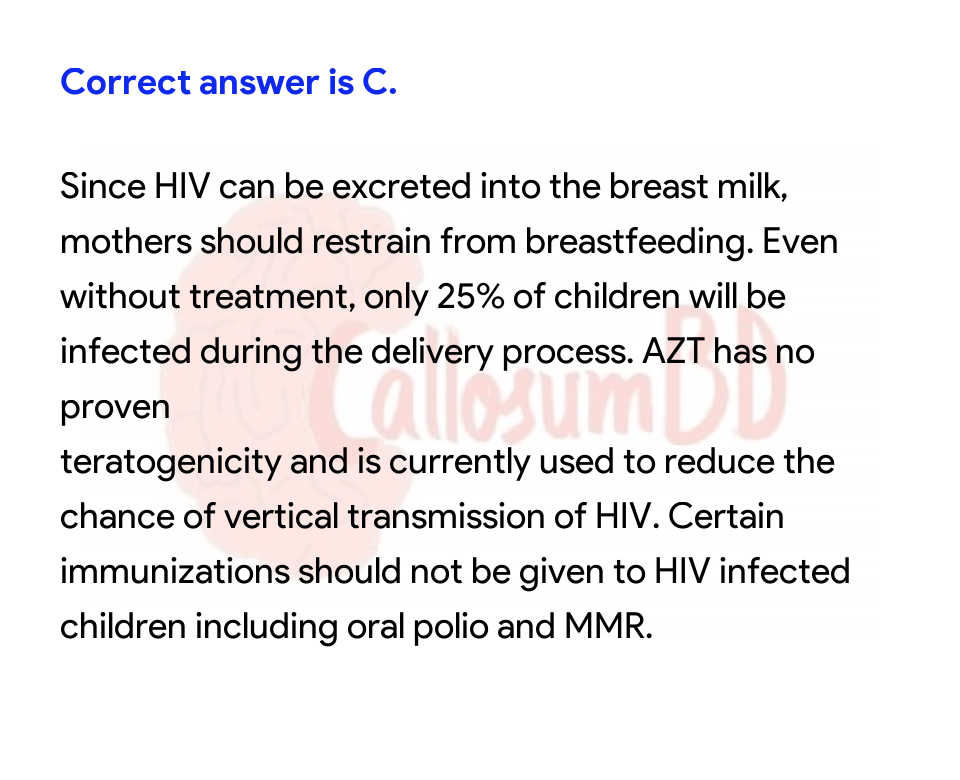 Correct answer is C.
Since HIV can be excreted into the breast milk,
mothers should restrain from breastfeeding. Even
without treatment, only 25% of children will be
infected during the delivery process. AZT has no
proven
teratogenicity and is currently used to reduce the
chance of vertical transmission of HIV. Certain
immunizations should not be given to HIV infected
children including oral polio and MMR.
CallosumBD